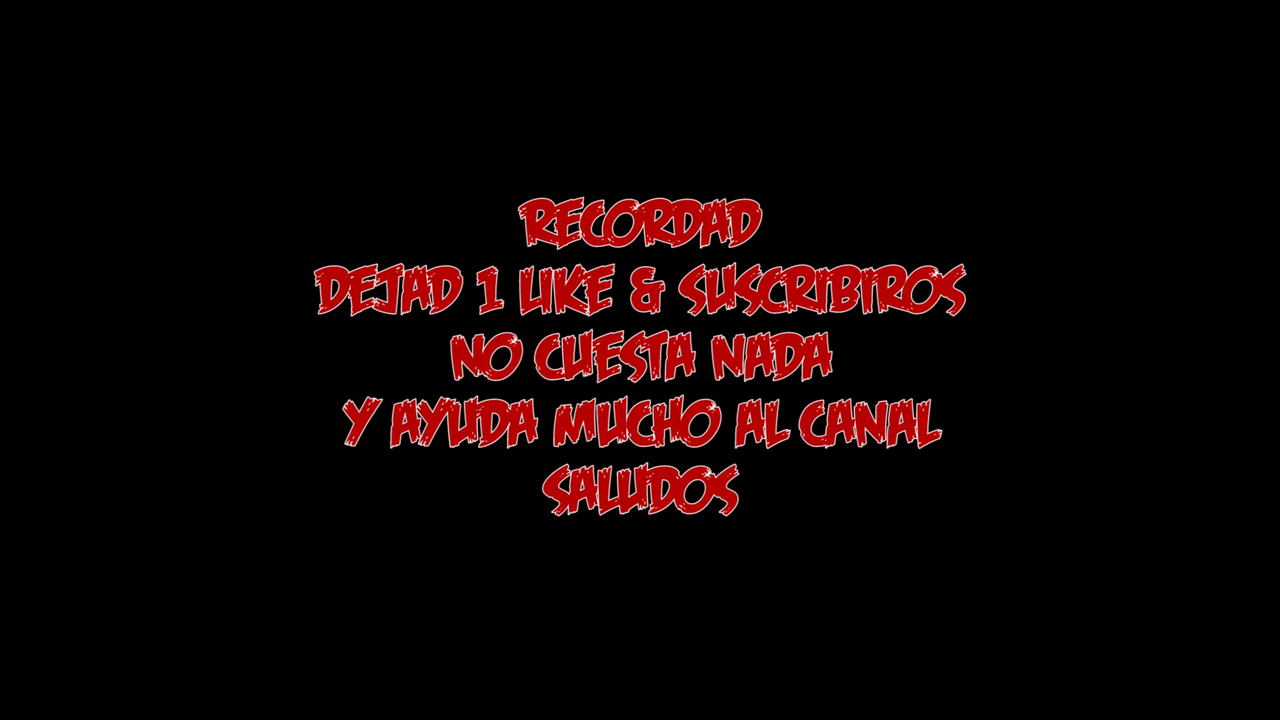 RECORDAD
DEJAD 1 LIKE & SUSCRIBIROS
NO CUESTA NADA
Y AYUDA MUCHO AL CANAL
SALUDOS